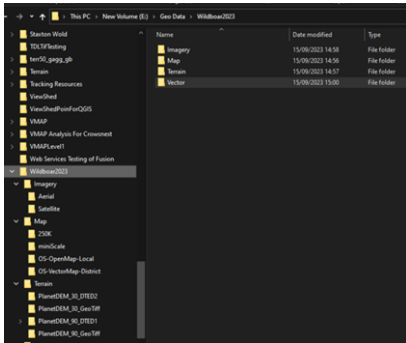 This PC > New Volume (E:) > Geo Data > Wildboar2023
Staxton Wold
TDLTifTesting
terr50_gagg_gb
Terrain
Tracking Resources
ViewShed
ViewShedPoinForQGIS
VMAP
VMAP Analysis For Crowsnest
VMAPLevel1
Web Services Testing of Fusion
Wildboar2023
Imagery
Aerial
Satellite
Map
250K
miniScale
OS-OpenMap-Local
OS-VectorMap-District
Terrain
PlanetDEM_30_DTED2
PlanetDEM_30_GeoTiff
PlanetDEM_90_DTED1
PlanetDEM_90_GeoTiff
Name Date modified Type
Imagery 15/09/2023 14:58 File folder
Map 15/09/2023 14:56 File folder
Terrain 15/09/2023 14:57 File folder
Vector 15/09/2023 15:00 File folder